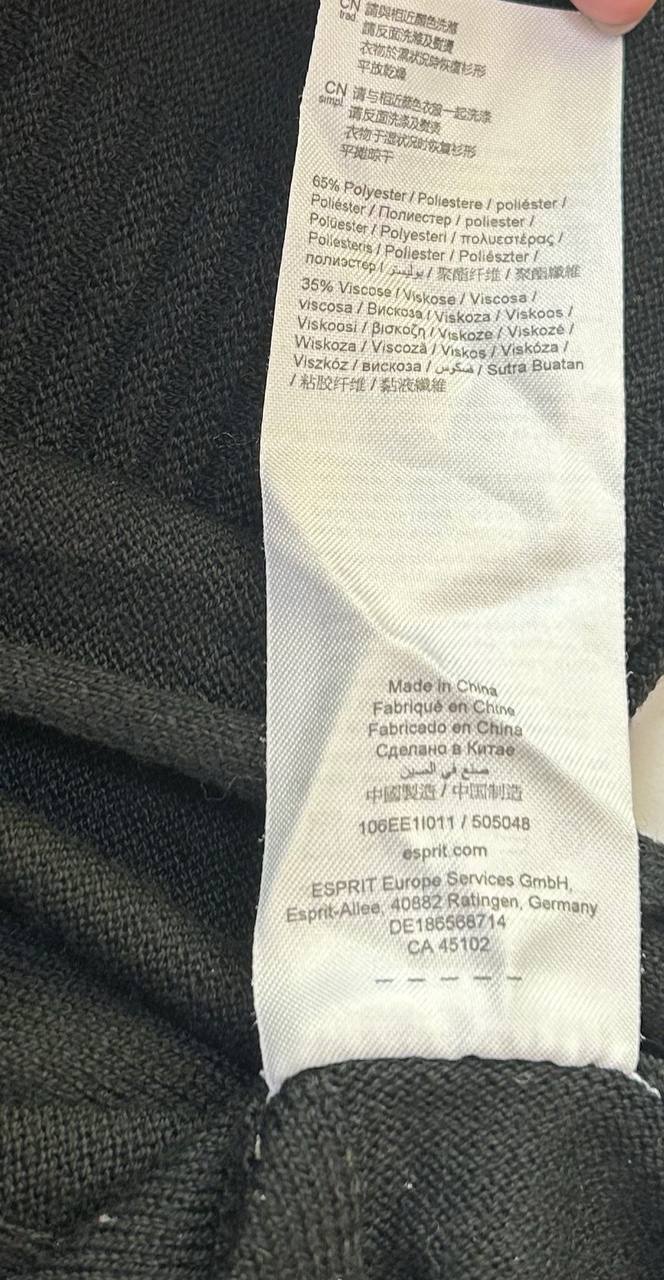 CN 請與相近顏色洗滌
trad 請反面洗滌及熨燙
衣物於濕狀況時恢復衫形
平放乾燥
CN 请与相近颜色衣服一起洗涤
simpl 请反面洗涤及熨烫
衣物于湿状况时恢复衫形
平摊晾干
65% Polyester / Poliestere / poliéster /
Poliéster / Полиестер / poliester /
Polüester / Polyesteri / πολυεστέρας /
Poliesteris / Poliester / Poliészter /
полиэстер / بوليستر / 聚酯纤维 / 聚酯纖維
35% Viscose / Viskose / Viscosa /
viscosa / Вискоза / Viskoza / Viskoos /
Viskoosi / βισκόζη / Viskoze / Viskozė /
Wiskoza / Viscoză / Viskos / Viskóza /
Viszkóz / вискоза / فسكوس / Sutra Buatan
/ 粘胶纤维 / 黏液纖維
Made in China
Fabriqué en Chine
Fabricado en China
Сделано в Китае
صنع في الصين
中國製造 / 中国制造
106EE1I011 / 505048
esprit.com
ESPRIT Europe Services GmbH,
Esprit-Allee, 40882 Ratingen, Germany
DE186568714
CA 45102